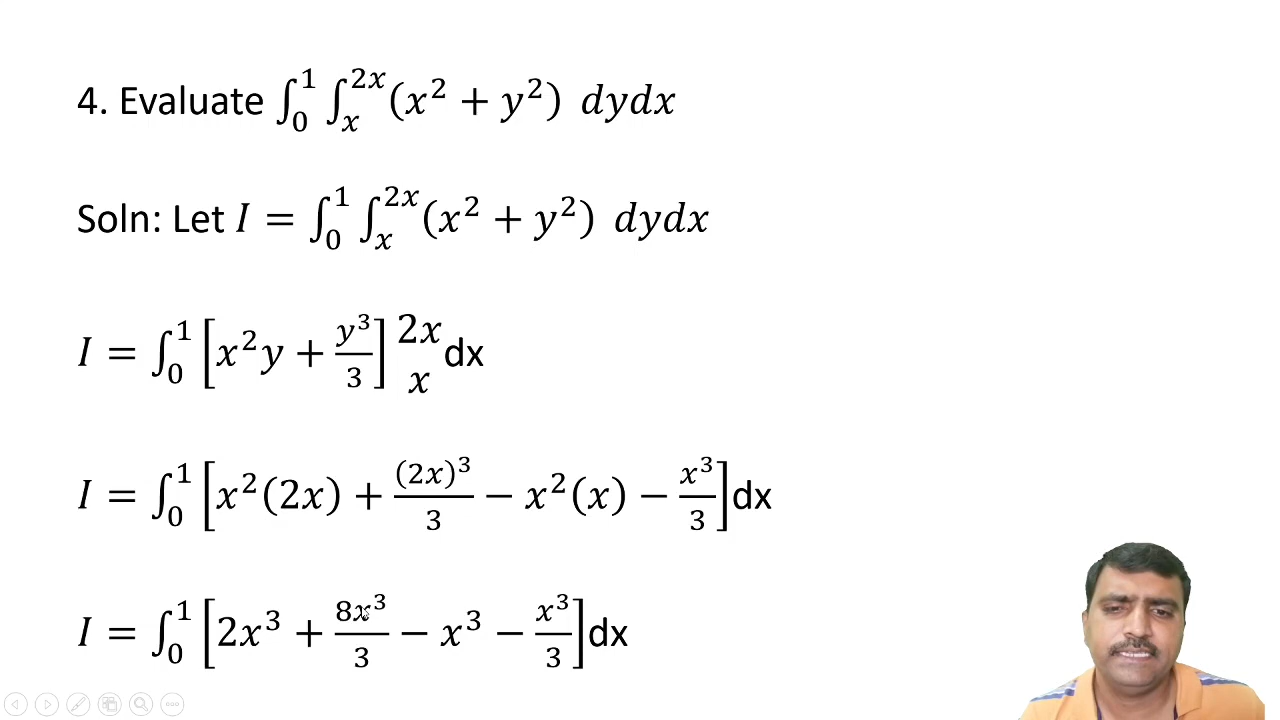 4. Evaluate ∫₀¹ ∫ₓ²ˣ (x² + y²) dydx
Soln: Let I = ∫₀¹ ∫ₓ²ˣ (x² + y²) dydx
I = ∫₀¹ [x²y + y³/3] 2x x dx
I = ∫₀¹ [x²(2x) + (2x)³/3 − x²(x) − x³/3] dx
I = ∫₀¹ [2x³ + 8x³/3 − x³ − x³/3] dx